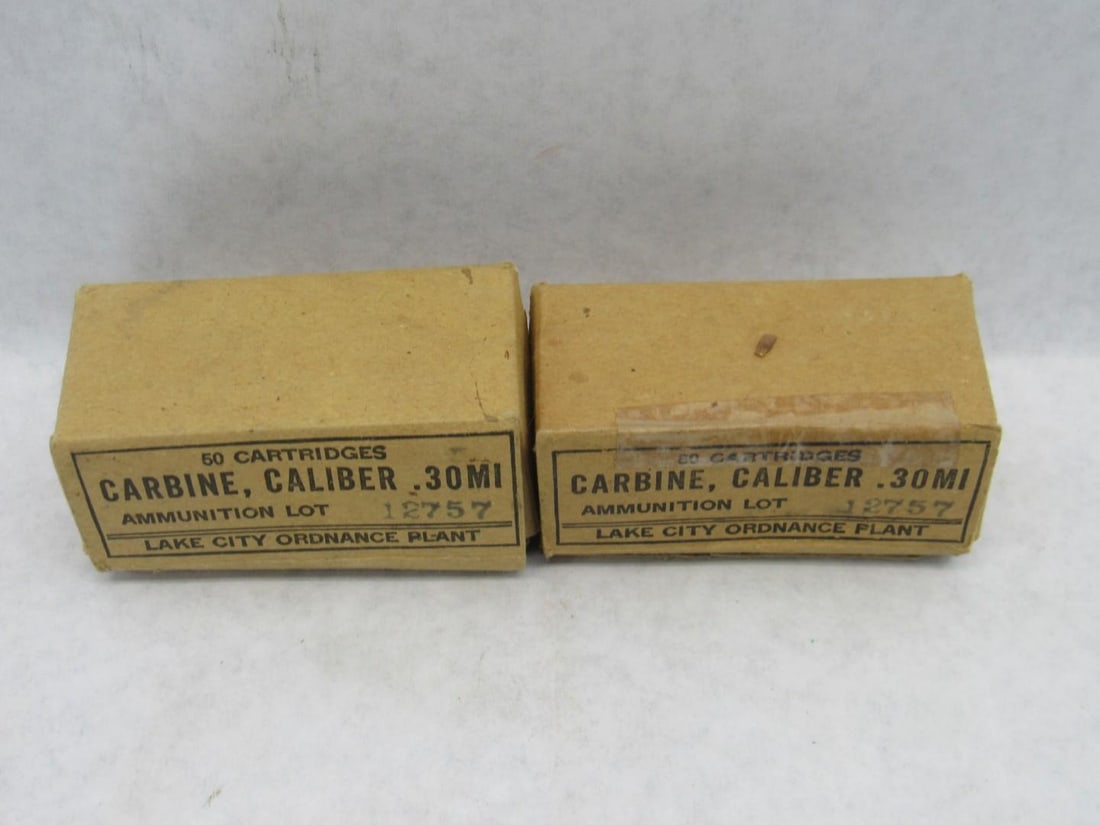 50 CARTRIDGES
CARBINE, CALIBER .30M1
AMMUNITION LOT 12757
LAKE CITY ORDNANCE PLANT
50 CARTRIDGES
CARBINE, CALIBER .30M1
AMMUNITION LOT 12757
LAKE CITY ORDNANCE PLANT